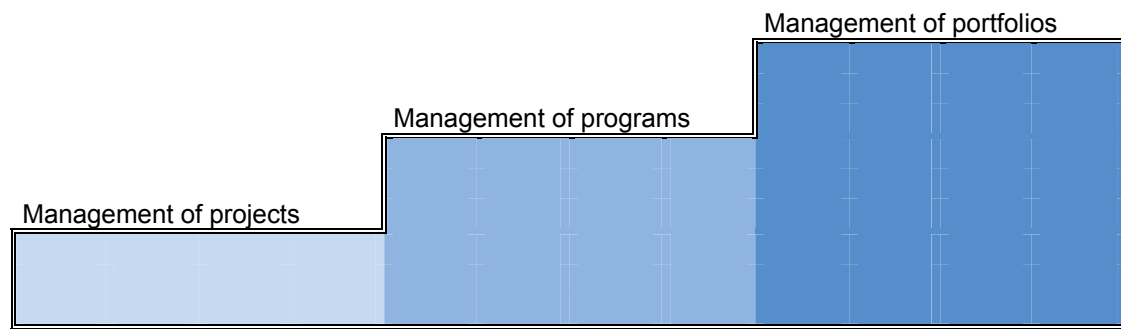 Management of portfolios
Management of programs
Management of projects